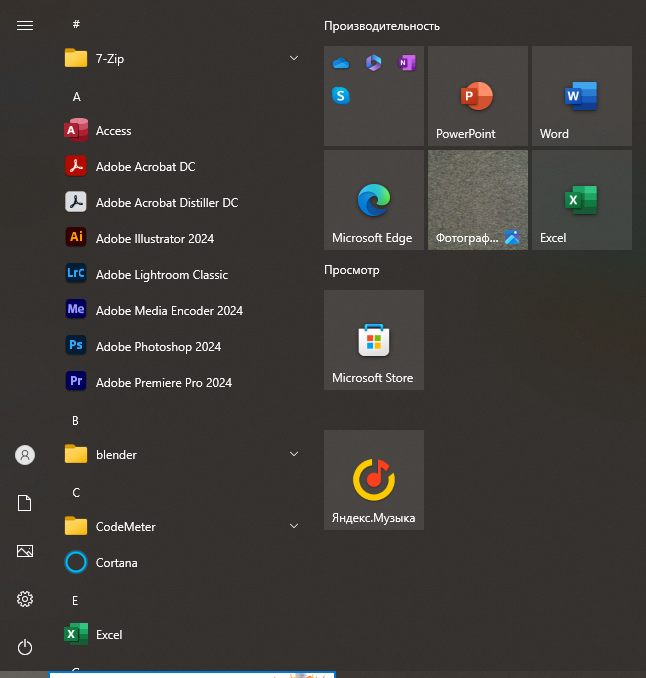 #
7-Zip
A
Access
Adobe Acrobat DC
Adobe Acrobat Distiller DC
Adobe Illustrator 2024
Adobe Lightroom Classic
Adobe Media Encoder 2024
Adobe Photoshop 2024
Adobe Premiere Pro 2024
B
blender
C
CodeMeter
Cortana
E
Excel
Производительность
PowerPoint
Word
Microsoft Edge
Фотограф...
Excel
Просмотр
Microsoft Store
Яндекс.Музыка